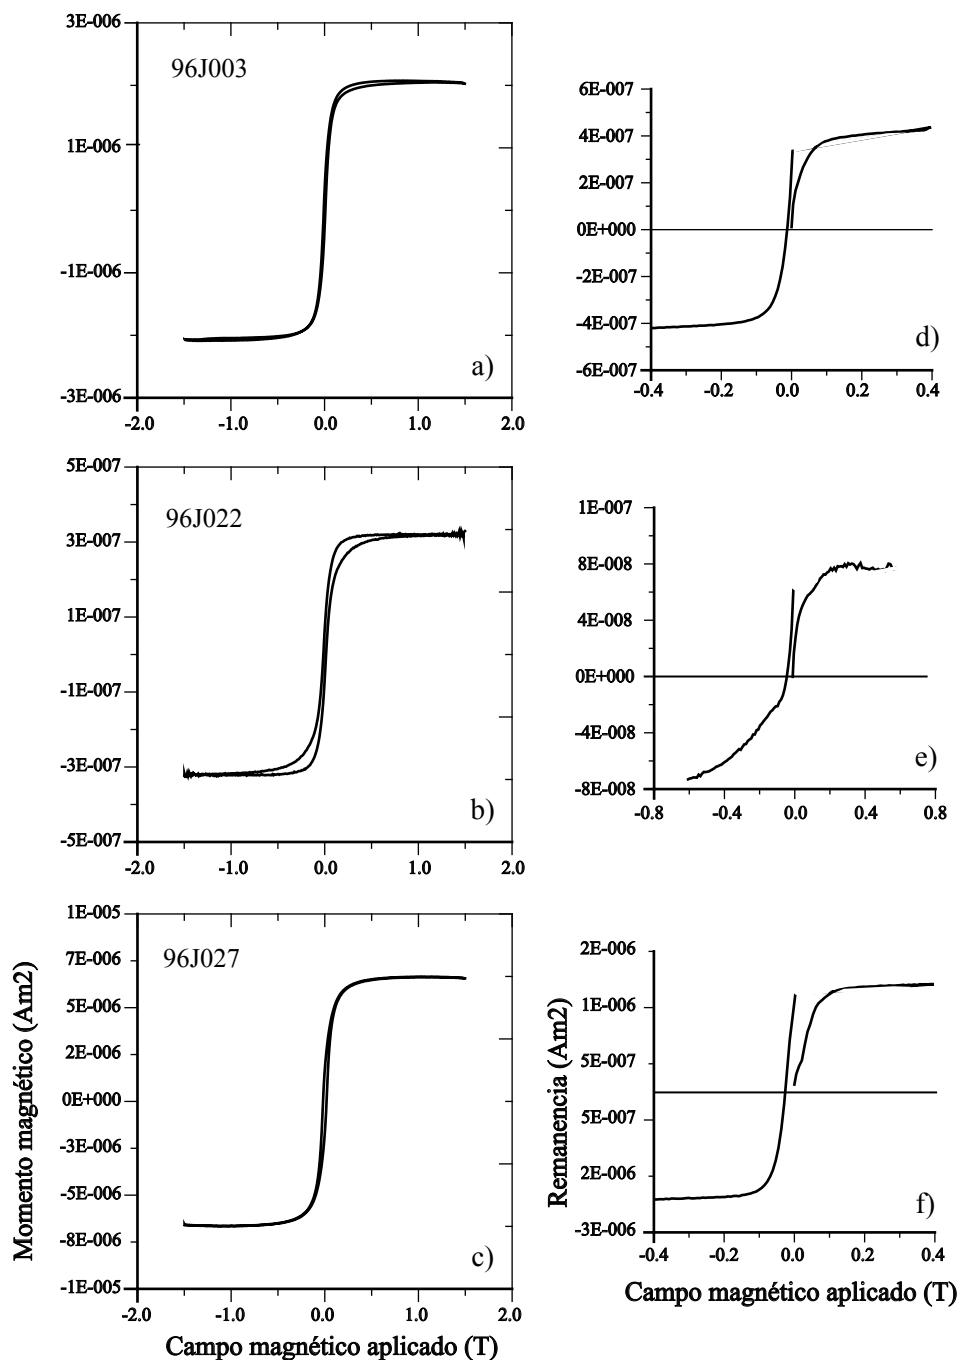 3E-006
1E-006
-1E-006
-3E-006
96J003
a)
-2.0 -1.0 0.0 1.0 2.0
6E-007
4E-007
2E-007
0E+000
-2E-007
-4E-007
-6E-007
d)
-0.4 -0.2 0.0 0.2 0.4
5E-007
3E-007
1E-007
-1E-007
-3E-007
-5E-007
96J022
b)
-2.0 -1.0 0.0 1.0 2.0
1E-007
8E-008
4E-008
0E+000
-4E-008
-8E-008
e)
-0.8 -0.4 0.0 0.4 0.8
Momento magnético (Am2)
1E-005
7E-006
5E-006
2E-006
0E+000
-3E-006
-5E-006
-8E-006
-1E-005
96J027
c)
-2.0 -1.0 0.0 1.0 2.0
Campo magnético aplicado (T)
Remanencia (Am2)
2E-006
1E-006
5E-007
5E-007
2E-006
-3E-006
f)
-0.4 -0.2 0.0 0.2 0.4
Campo magnético aplicado (T)